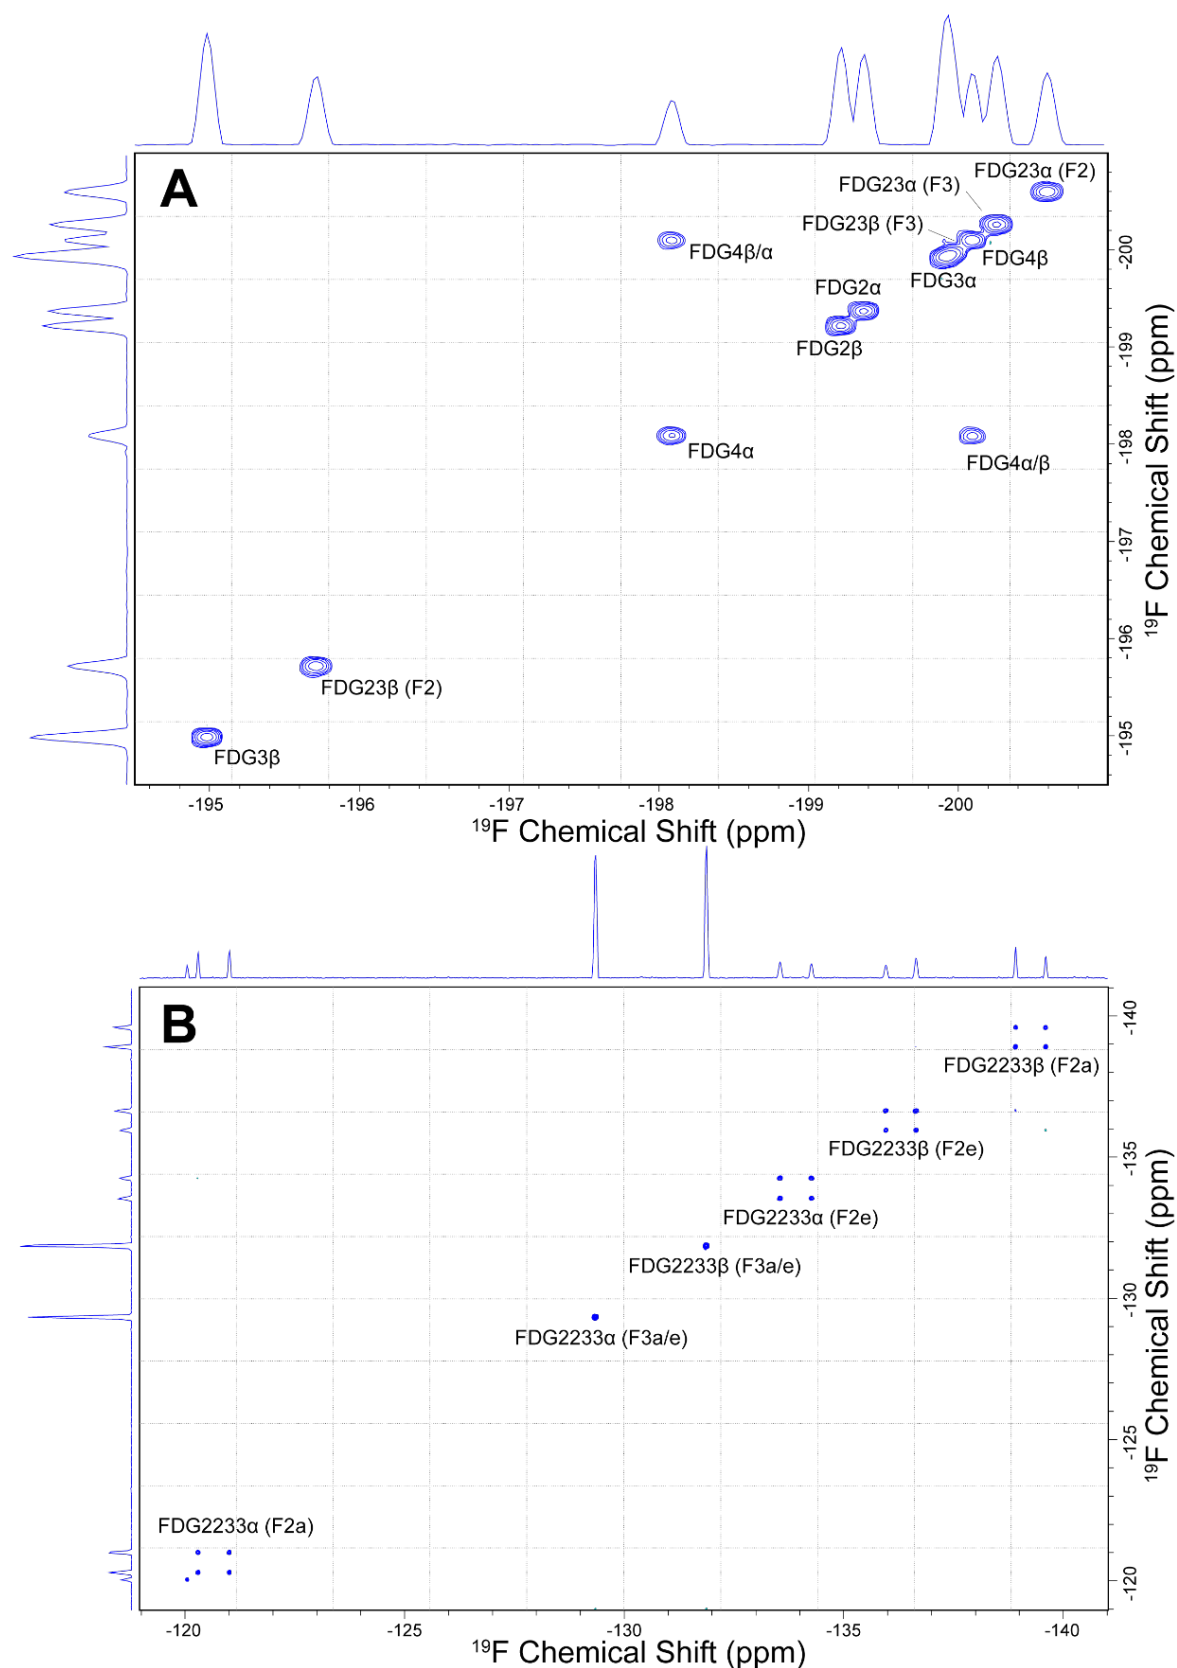 A
FDG23α (F2)
FDG23α (F3)
FDG23β (F3)
FDG4β/α
FDG4β
FDG3α
FDG2α
FDG2β
FDG4α
FDG4α/β
FDG23β (F2)
FDG3β
-200
-199
-198
-197
-196
-195
¹⁹F Chemical Shift (ppm)
-195 -196 -197 -198 -199 -200
¹⁹F Chemical Shift (ppm)
B
FDG2233β (F2a)
FDG2233β (F2e)
FDG2233α (F2e)
FDG2233β (F3a/e)
FDG2233α (F3a/e)
FDG2233α (F2a)
-140
-135
-130
-125
-120
¹⁹F Chemical Shift (ppm)
-120 -125 -130 -135 -140
¹⁹F Chemical Shift (ppm)